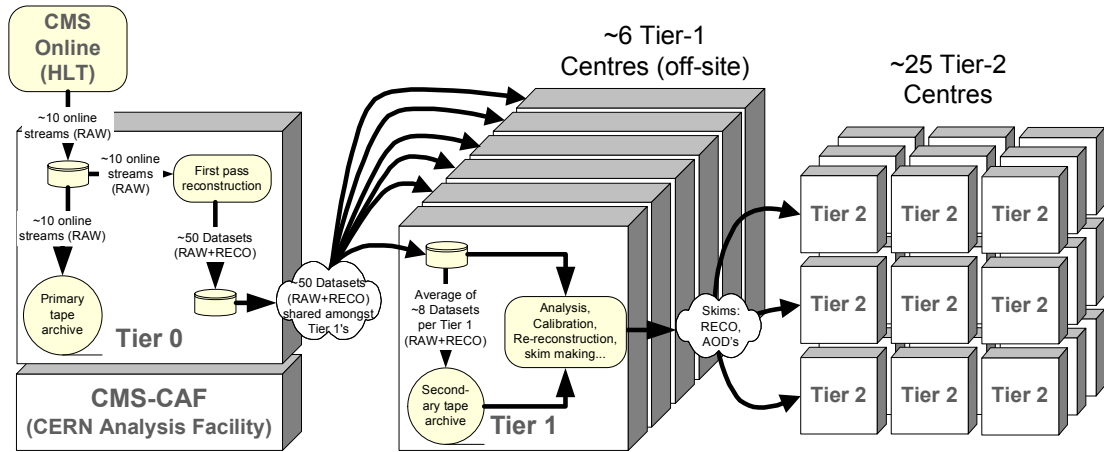 CMS
Online
(HLT)
~10 online
streams (RAW)
~10 online
streams
(RAW)
First pass
reconstruction
~10 online
streams (RAW)
~50 Datasets
(RAW+RECO)
Primary
tape
archive
Tier 0
CMS-CAF
(CERN Analysis Facility)
~50 Datasets
(RAW+RECO)
shared amongst
Tier 1's
~6 Tier-1
Centres (off-site)
Average of
~8 Datasets
per Tier 1
(RAW+RECO)
Analysis,
Calibration,
Re-reconstruction,
skim making...
Second-
ary tape
archive
Tier 1
Skims:
RECO,
AOD's
~25 Tier-2
Centres
Tier 2
Tier 2
Tier 2
Tier 2
Tier 2
Tier 2
Tier 2
Tier 2
Tier 2